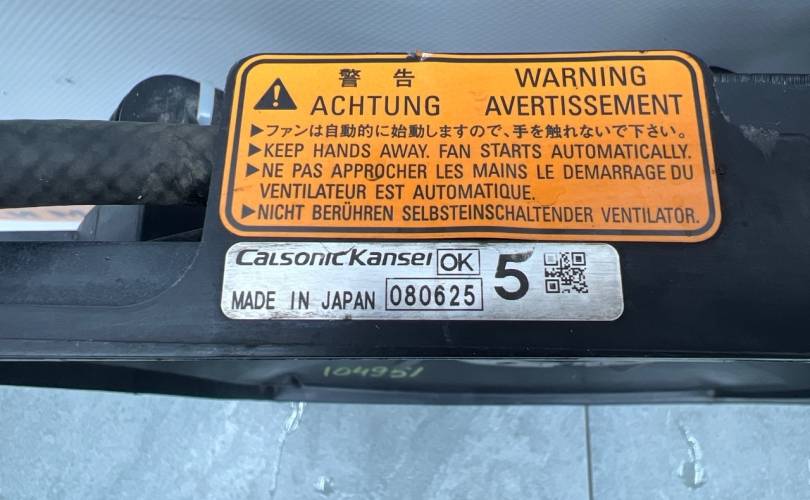 警告 WARNING
ACHTUNG AVERTISSEMENT
▶ファンは自動的に始動しますので、手を触れないで下さい。
▶KEEP HANDS AWAY. FAN STARTS AUTOMATICALLY.
▶NE PAS APPROCHER LES MAINS LE DEMARRAGE DU
VENTILATEUR EST AUTOMATIQUE.
▶NICHT BERÜHREN SELBSTEINSCHALTENDER VENTILATOR.
CalsonicKansei OK 5
MADE IN JAPAN 080625
104951